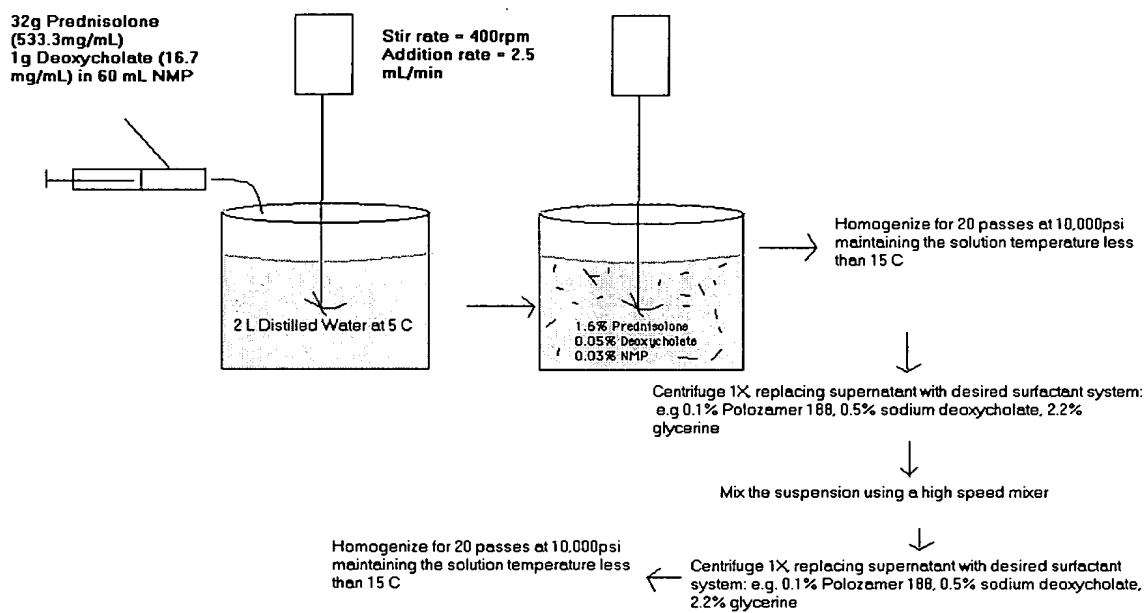 32g Prednisolone
(533.3mg/mL)
1g Deoxycholate (16.7
mg/mL) in 60 mL NMP
Stir rate = 400rpm
Addition rate = 2.5
mL/min
2 L Distilled Water at 5 C
1.6% Prednisolone
0.05% Deoxycholate
0.03% NMP
Homogenize for 20 passes at 10,000psi
maintaining the solution temperature less
than 15 C
Centrifuge 1X, replacing supernatant with desired surfactant system:
e.g 0.1% Polozamer 188, 0.5% sodium deoxycholate, 2.2%
glycerine
Mix the suspension using a high speed mixer
Centrifuge 1X, replacing supernatant with desired surfactant
system: e.g. 0.1% Polozamer 188, 0.5% sodium deoxycholate,
2.2% glycerine
Homogenize for 20 passes at 10,000psi
maintaining the solution temperature less
than 15 C